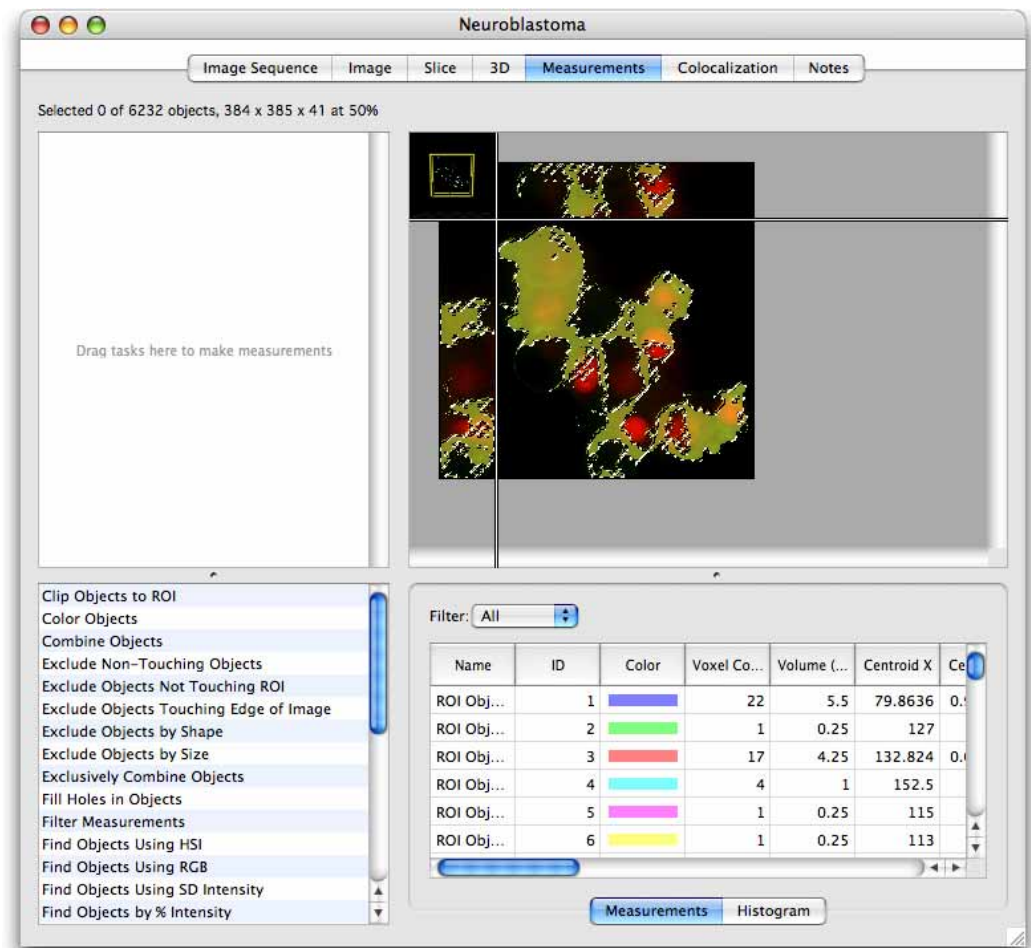 Neuroblastoma
Image Sequence Image Slice 3D Measurements Colocalization Notes
Selected 0 of 6232 objects, 384 x 385 x 41 at 50%
Drag tasks here to make measurements
Clip Objects to ROI
Color Objects
Combine Objects
Exclude Non-Touching Objects
Exclude Objects Not Touching ROI
Exclude Objects Touching Edge of Image
Exclude Objects by Shape
Exclude Objects by Size
Exclusively Combine Objects
Fill Holes in Objects
Filter Measurements
Find Objects Using HSI
Find Objects Using RGB
Find Objects Using SD Intensity
Find Objects by % Intensity
Filter: All
Name ID Color Voxel Co... Volume (... Centroid X Ce
ROI Obj... 1 22 5.5 79.8636 0.
ROI Obj... 2 1 0.25 127
ROI Obj... 3 17 4.25 132.824 0.
ROI Obj... 4 4 1 152.5
ROI Obj... 5 1 0.25 115
ROI Obj... 6 1 0.25 113
Measurements Histogram